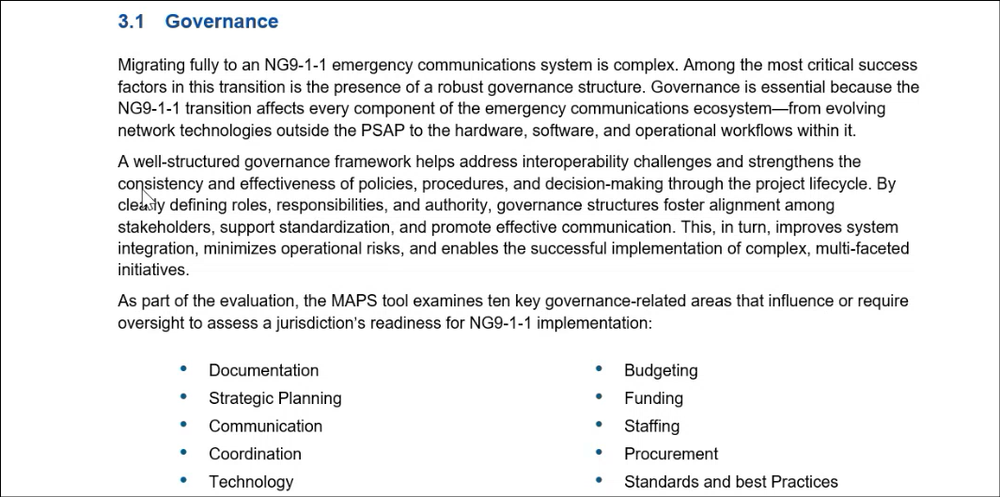 3.1 Governance
Migrating fully to an NG9-1-1 emergency communications system is complex. Among the most critical success
factors in this transition is the presence of a robust governance structure. Governance is essential because the
NG9-1-1 transition affects every component of the emergency communications ecosystem—from evolving
network technologies outside the PSAP to the hardware, software, and operational workflows within it.
A well-structured governance framework helps address interoperability challenges and strengthens the
consistency and effectiveness of policies, procedures, and decision-making through the project lifecycle. By
clearly defining roles, responsibilities, and authority, governance structures foster alignment among
stakeholders, support standardization, and promote effective communication. This, in turn, improves system
integration, minimizes operational risks, and enables the successful implementation of complex, multi-faceted
initiatives.
As part of the evaluation, the MAPS tool examines ten key governance-related areas that influence or require
oversight to assess a jurisdiction's readiness for NG9-1-1 implementation:
• Documentation
• Strategic Planning
• Communication
• Coordination
• Technology
• Budgeting
• Funding
• Staffing
• Procurement
• Standards and best Practices